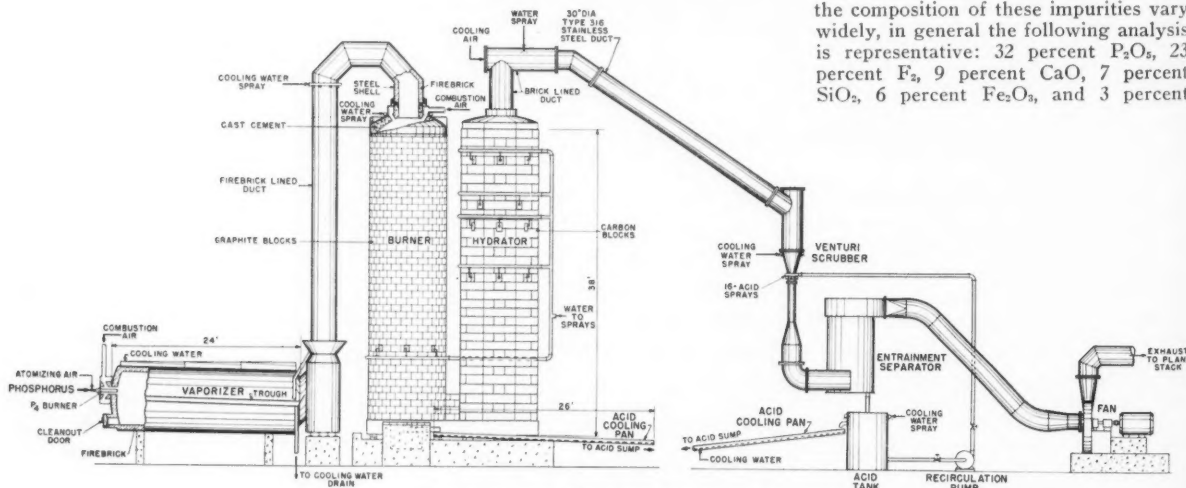 the composition of these impurities vary
widely, in general the following analysis
is representative: 32 percent P₂O₅, 23
percent F₂, 9 percent CaO, 7 percent
SiO₂, 6 percent Fe₂O₃, and 3 percent
WATER
SPRAY
30"DIA
TYPE 316
STAINLESS
STEEL DUCT
COOLING
AIR
COOLING WATER
SPRAY
STEEL
SHELL
FIREBRICK
COOLING
WATER
SPRAY
COMBUSTION
AIR
BRICK LINED
DUCT
CAST CEMENT
FIREBRICK LINED
DUCT
GRAPHITE BLOCKS
BURNER
HYDRATOR
CARBON
BLOCKS
38'
WATER
TO SPRAYS
COOLING
WATER
SPRAY
VENTURI
SCRUBBER
16-ACID
SPRAYS
COMBUSTION
AIR
24'
COOLING WATER
ATOMIZING AIR
PHOSPHORUS
P₄ BURNER
CLEANOUT
DOOR
FIREBRICK
VAPORIZER
TROUGH
TO COOLING WATER
DRAIN
26'
ACID
COOLING
PAN
TO ACID SUMP
ENTRAINMENT
SEPARATOR
EXHAUST
TO PLANT
STACK
FAN
ACID
COOLING PAN
TO ACID SUMP
COOLING WATER
COOLING
WATER
SPRAY
ACID
TANK
RECIRCULATION
PUMP